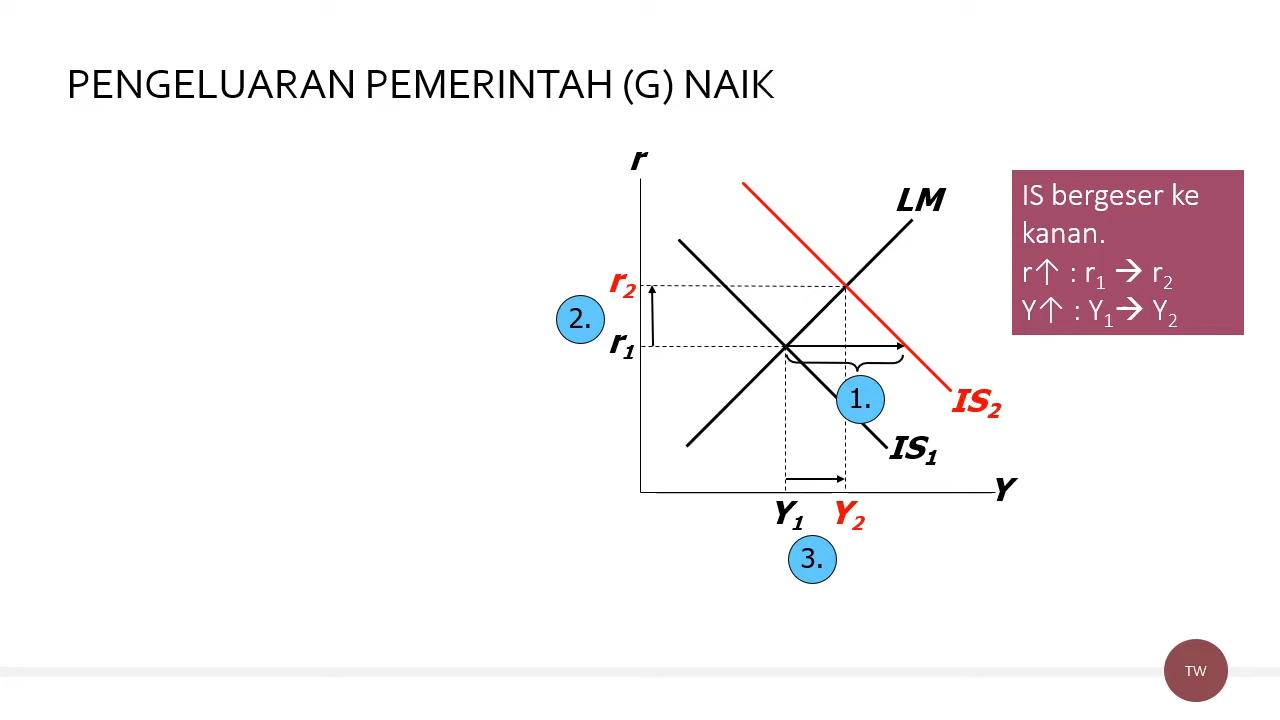 PENGELUARAN PEMERINTAH (G) NAIK
r
LM
IS bergeser ke
kanan.
r↑ : r₁ → r₂
Y↑ : Y₁→ Y₂
r₂
2.
r₁
1.
IS₂
IS₁
Y
Y₁ Y₂
3.
TW